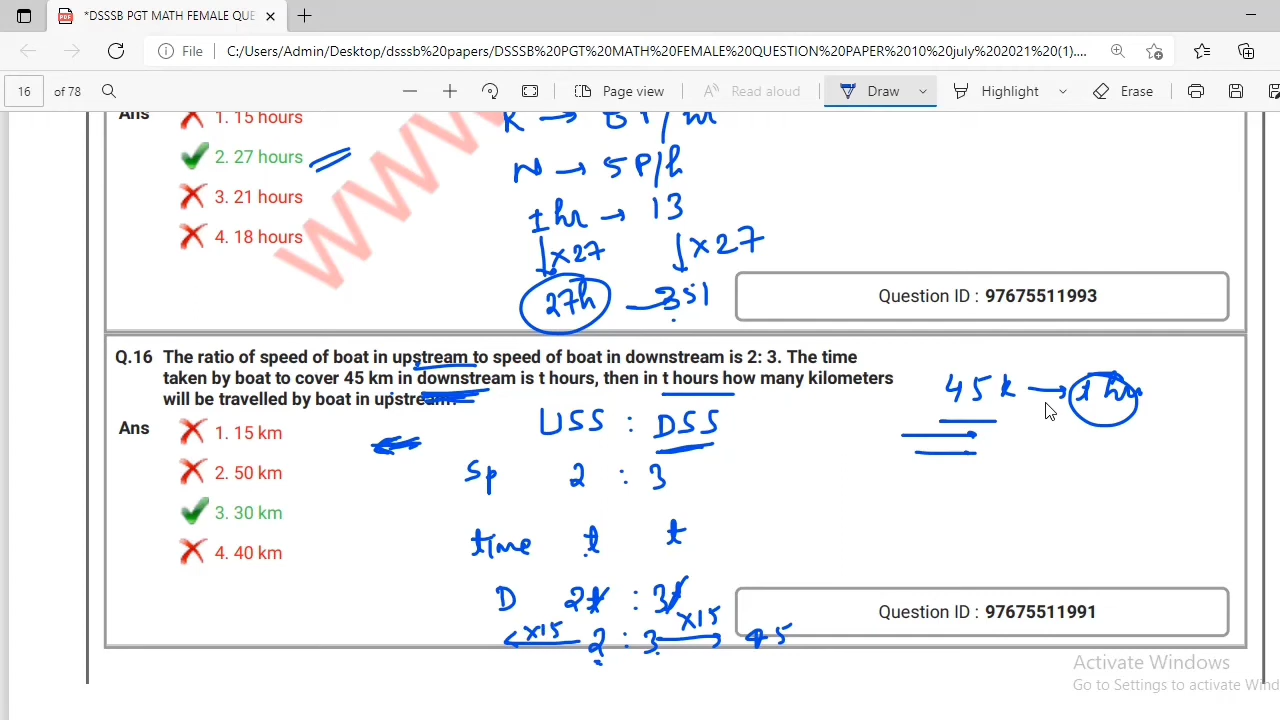 *DSSSB PGT MATH FEMALE QUE
File C:/Users/Admin/Desktop/dsssb%20papers/DSSSB%20PGT%20MATH%20FEMALE%20QUESTION%20PAPER%2010%20july%202021%20(1)....
16 of 78 Page view Read aloud Draw Highlight Erase
Ans 1. 15 hours
2. 27 hours
3. 21 hours
4. 18 hours
N → 5 P/h
1 hr → 13
×27 ×27
27h 351
www
Question ID : 97675511993
Q.16 The ratio of speed of boat in upstream to speed of boat in downstream is 2: 3. The time
taken by boat to cover 45 km in downstream is t hours, then in t hours how many kilometers
will be travelled by boat in upstream?
45 k → t hr
Ans 1. 15 km
2. 50 km
3. 30 km
4. 40 km
USS : DSS
Sp 2 : 3
time t t
D 2t : 3t
×15 2 : 3 ×15 45
Question ID : 97675511991
Activate Windows
Go to Settings to activate Wind